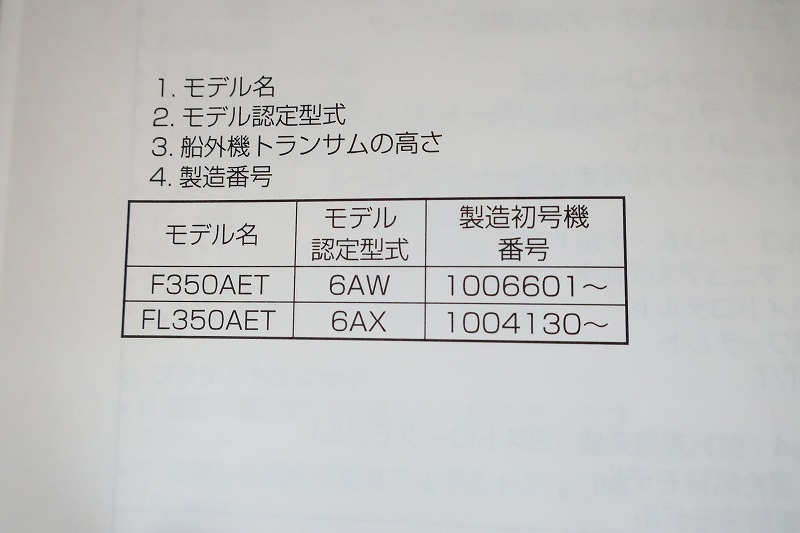 1. モデル名
2. モデル認定型式
3. 船外機トランサムの高さ
4. 製造番号
モデル名 モデル認定型式 製造初号機番号
F350AET 6AW 1006601～
FL350AET 6AX 1004130～